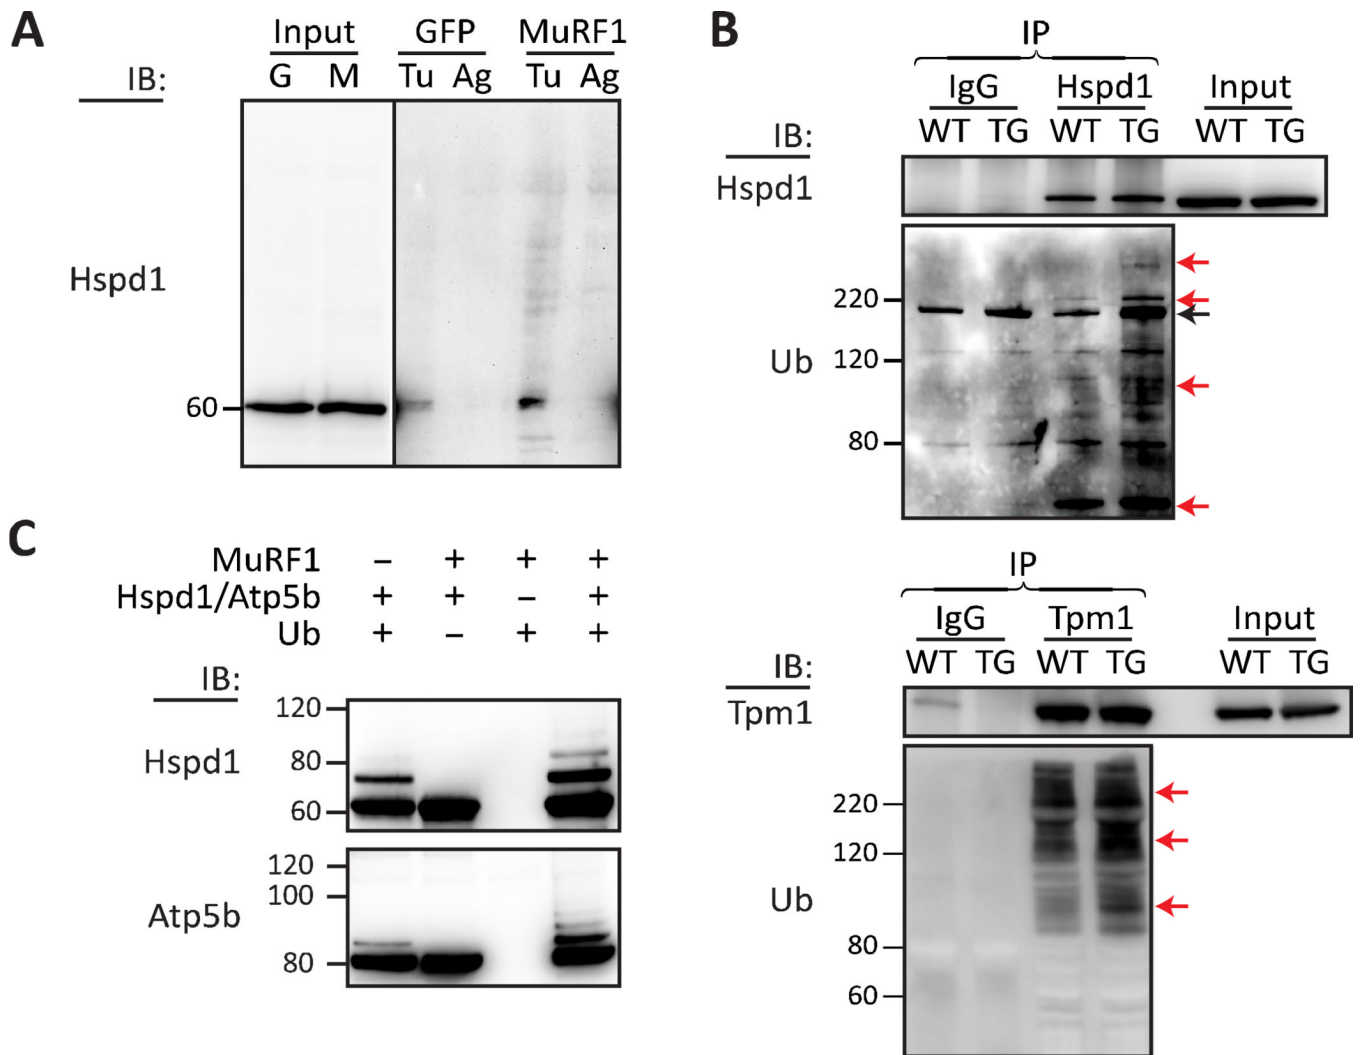 A
Input GFP MuRF1
IB: G M Tu Ag Tu Ag
Hspd1
60
B
IP
IgG Hspd1 Input
IB: WT TG WT TG WT TG
Hspd1
220
120
Ub
80
C
MuRF1 – + + +
Hspd1/Atp5b + + – +
Ub + – + +
IB:
120
80
Hspd1
60
120
100
Atp5b
80
IP
IgG Tpm1 Input
IB: WT TG WT TG WT TG
Tpm1
220
120
Ub
80
60